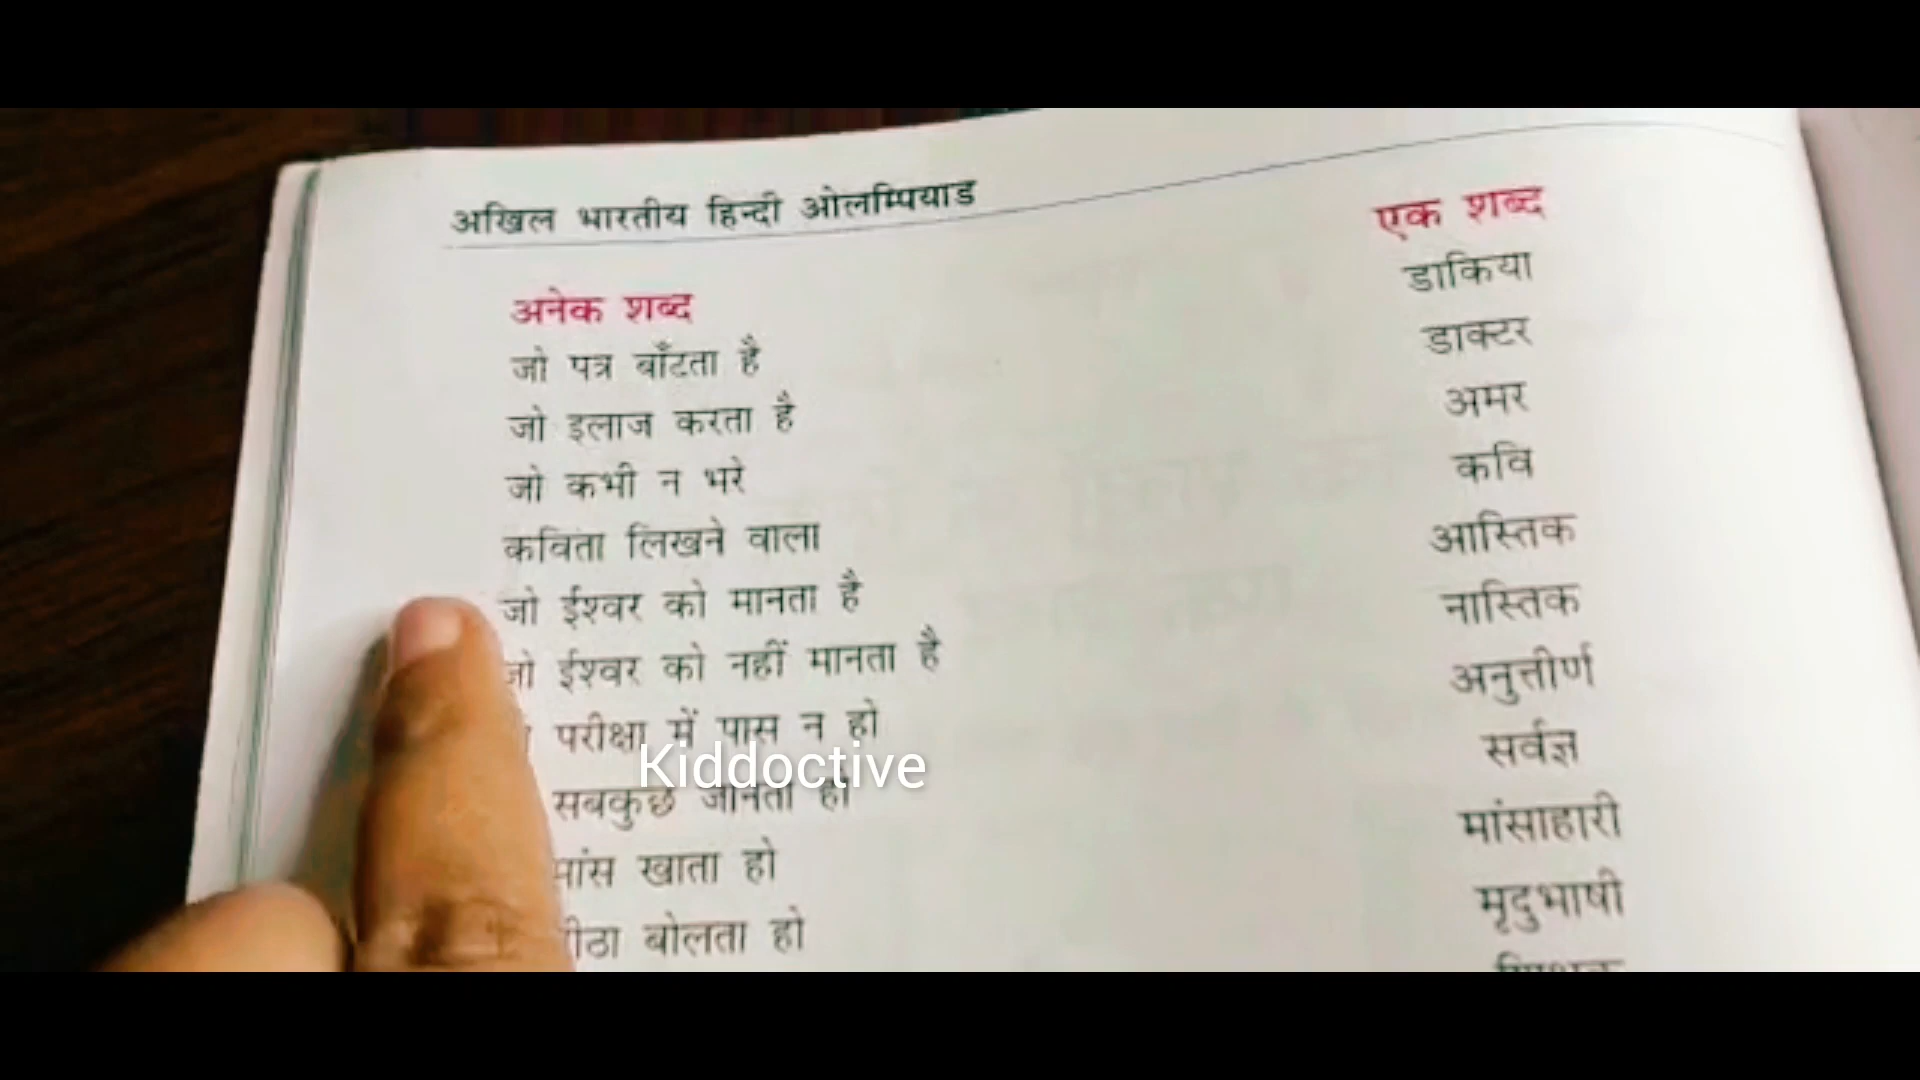 अखिल भारतीय हिन्दी ओलम्पियाड
अनेक शब्द एक शब्द
जो पत्र बाँटता है डाकिया
जो इलाज करता है डाक्टर
जो कभी न भरे अमर
कविता लिखने वाला कवि
जो ईश्वर को मानता है आस्तिक
जो ईश्वर को नहीं मानता है नास्तिक
परीक्षा में पास न हो अनुत्तीर्ण
सबकुछ जानता हो सर्वज्ञ
मांस खाता हो मांसाहारी
बोलता हो मृदुभाषी
Kiddoctive